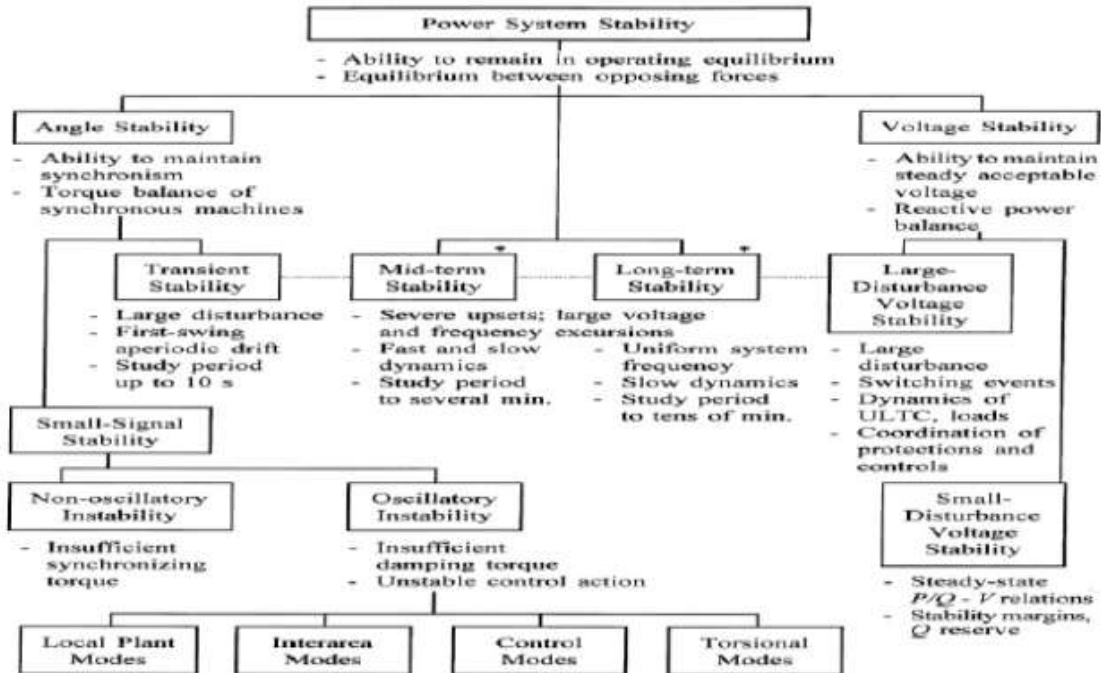 Power System Stability
- Ability to remain in operating equilibrium
- Equilibrium between opposing forces
Angle Stability
- Ability to maintain
synchronism
- Torque balance of
synchronous machines
Voltage Stability
- Ability to maintain
steady acceptable
voltage
- Reactive power
balance
Transient
Stability
- Large disturbance
- First-swing
aperiodic drift
- Study period
up to 10 s
*
Mid-term
Stability
- Severe upsets; large voltage
and frequency excursions
- Fast and slow
dynamics
- Study period
to several min.
*
Long-term
Stability
- Uniform system
frequency
- Slow dynamics
- Study period
to tens of min.
Large-
Disturbance
Voltage
Stability
- Large
disturbance
- Switching events
- Dynamics of
ULTC, loads
- Coordination of
protections and
controls
Small-Signal
Stability
Non-oscillatory
Instability
- Insufficient
synchronizing
torque
Oscillatory
Instability
- Insufficient
damping torque
- Unstable control action
Small-
Disturbance
Voltage
Stability
- Steady-state
P/Q - V relations
- Stability margins,
Q reserve
Local Plant
Modes
Interarea
Modes
Control
Modes
Torsional
Modes